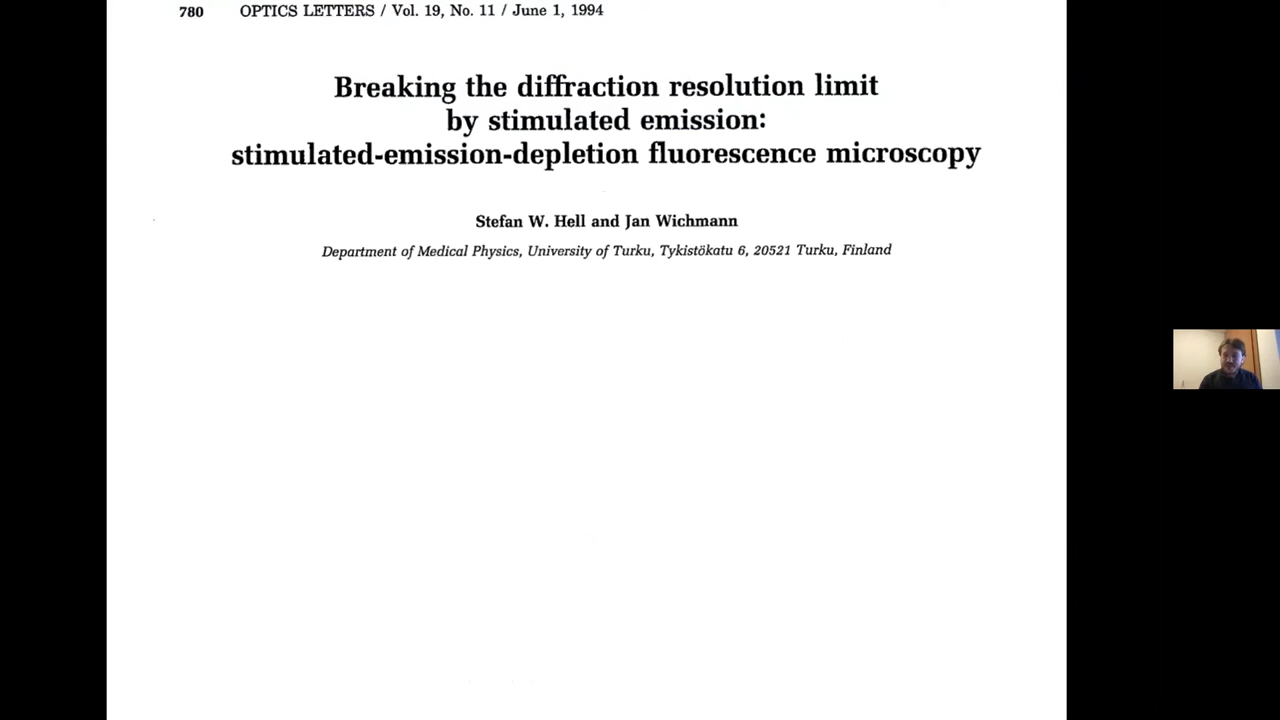 780 OPTICS LETTERS / Vol. 19, No. 11 / June 1, 1994
Breaking the diffraction resolution limit
by stimulated emission:
stimulated-emission-depletion fluorescence microscopy
Stefan W. Hell and Jan Wichmann
Department of Medical Physics, University of Turku, Tykistökatu 6, 20521 Turku, Finland